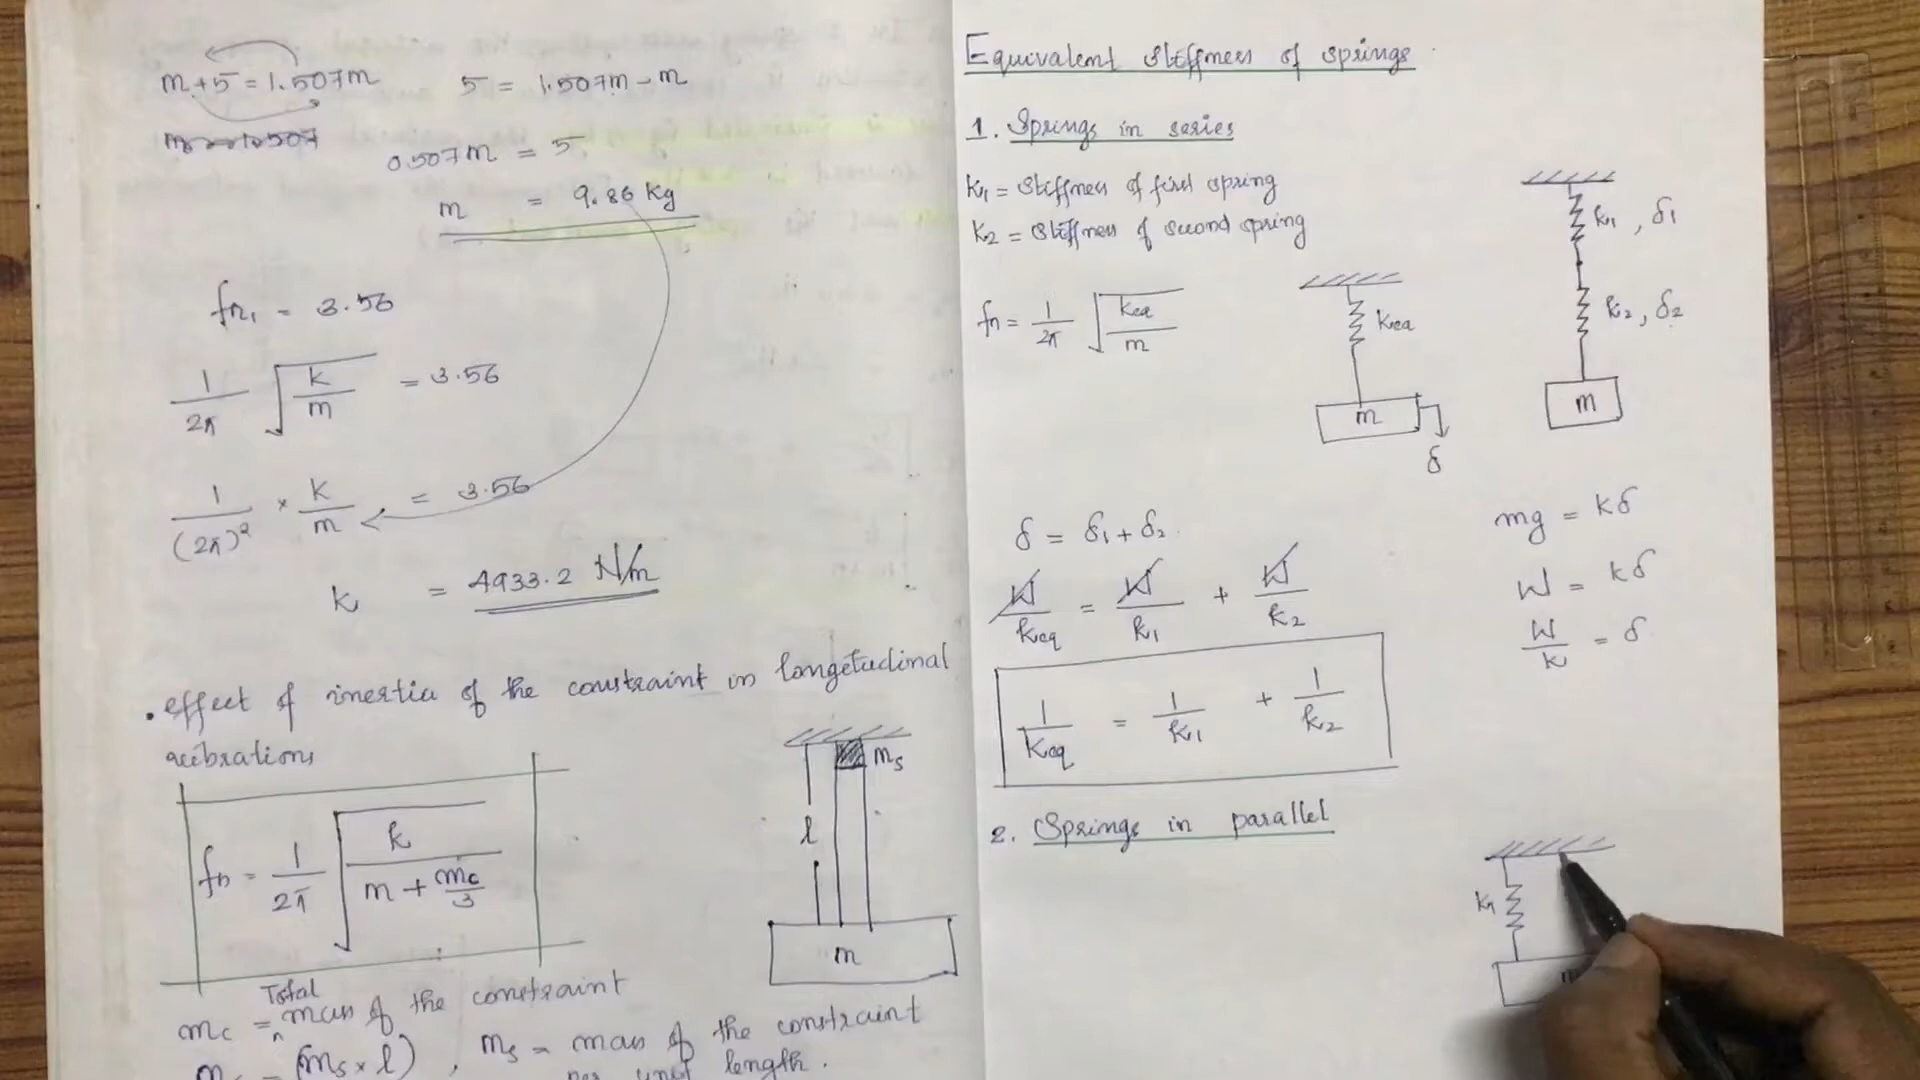 m+5 = 1.507m
5 = 1.507m - m
0.507m = 5
m = 9.86 Kg
fn₁ = 3.56
1/2π √(k/m) = 3.56
1/(2π)² × k/m = 3.56
k = 4933.2 N/m
. effect of inertia of the constraint in longetudinal
vibrations
fn = 1/2π √(k/(m + mc/3))
ms
l
m
Total
mc = mass of the constraint
(ms × l) , ms = mass of the constraint
per unit length.
Equivalent Stiffness of springs
1. Springs in series
k1 = Stiffness of first spring
k2 = Stiffness of second spring
fn = 1/2π √(keq/m)
keq
m
δ
k1 , δ1
k2 , δ2
m
δ = δ1 + δ2
W/keq = W/k1 + W/k2
1/Keq = 1/k1 + 1/k2
mg = kδ
W = kδ
W/k = δ
2. Springs in parallel
k1